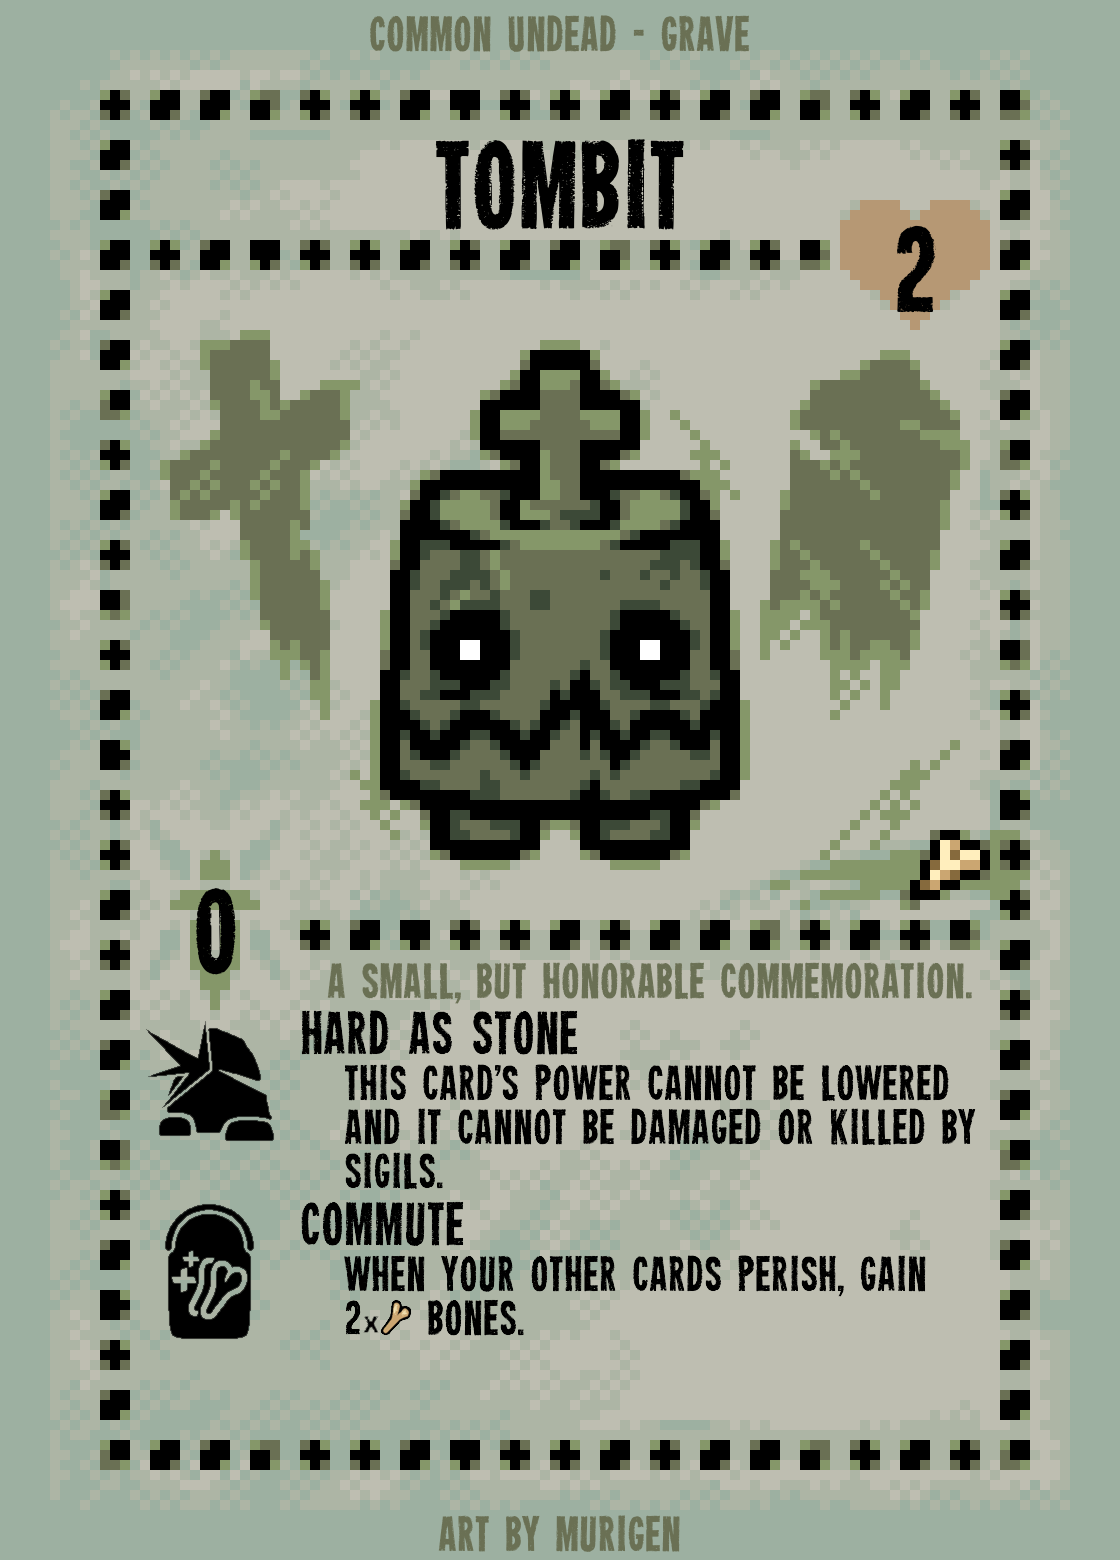 COMMON UNDEAD - GRAVE
TOMBIT
2
0
A SMALL, BUT HONORABLE COMMEMORATION.
HARD AS STONE
THIS CARD'S POWER CANNOT BE LOWERED
AND IT CANNOT BE DAMAGED OR KILLED BY
SIGILS.
COMMUTE
WHEN YOUR OTHER CARDS PERISH, GAIN
2x BONES.
ART BY MURIGEN